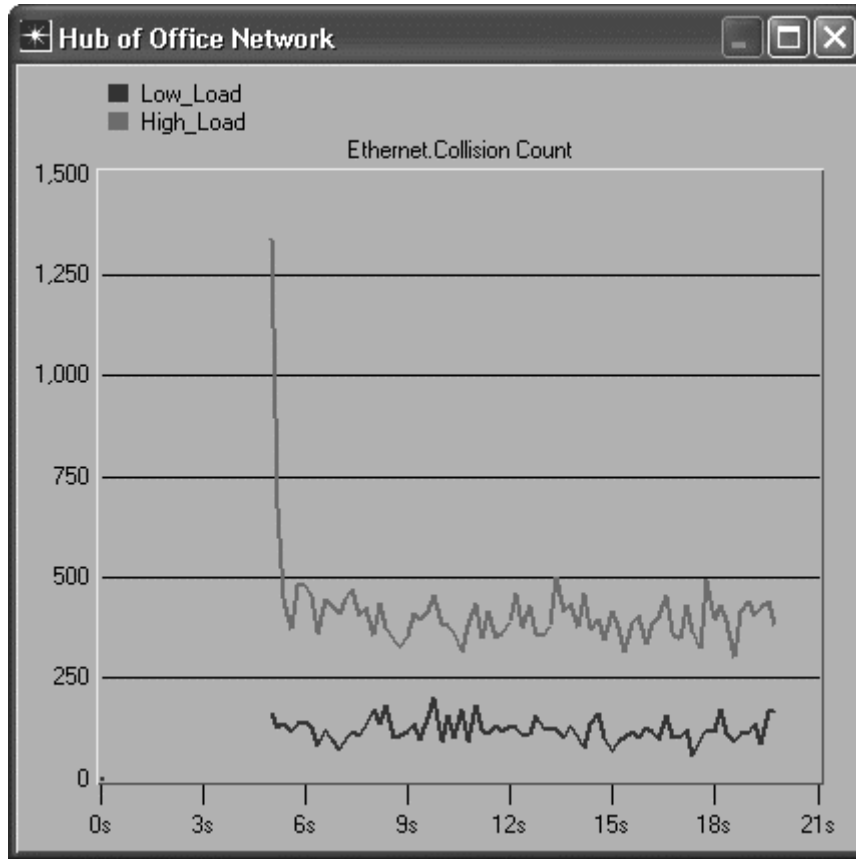 Hub of Office Network
Low_Load
High_Load
Ethernet.Collision Count
1,500
1,250
1,000
750
500
250
0
0s 3s 6s 9s 12s 15s 18s 21s